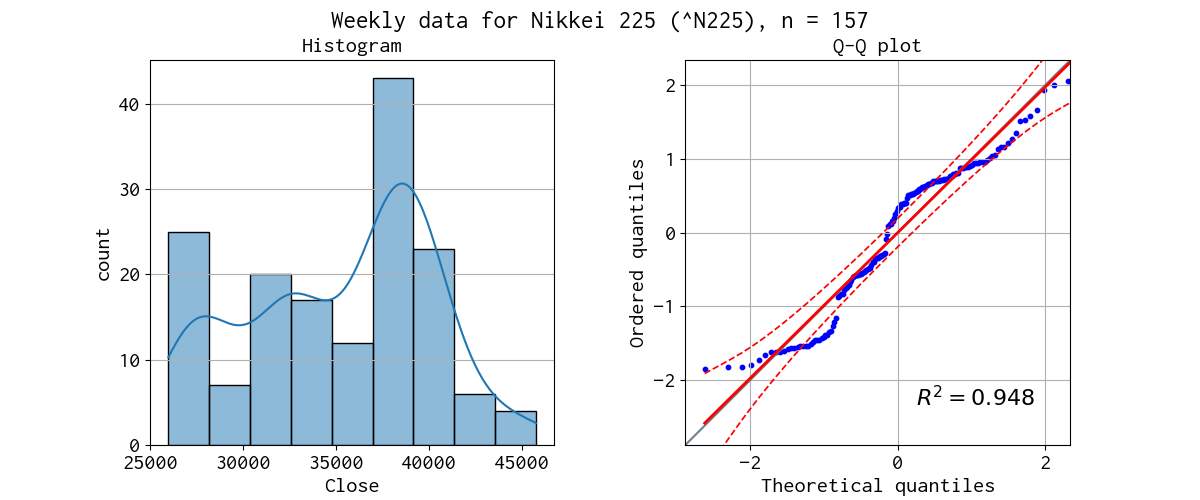 Weekly data for Nikkei 225 (^N225), n = 157
Histogram
count
40
30
20
10
0
25000 30000 35000 40000 45000
Close
Q-Q plot
Ordered quantiles
2
1
0
−1
−2
R² = 0.948
−2 0 2
Theoretical quantiles